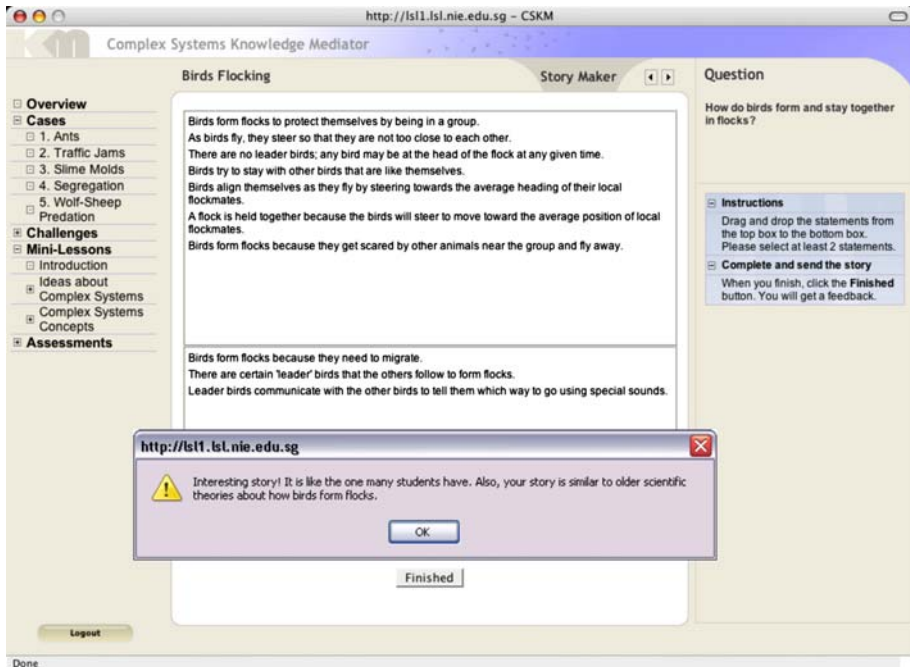 http://lsl1.lsl.nie.edu.sg – CSKM
km Complex Systems Knowledge Mediator
Birds Flocking
Story Maker
Question
Overview
Cases
1. Ants
2. Traffic Jams
3. Slime Molds
4. Segregation
5. Wolf-Sheep
Predation
Challenges
Mini-Lessons
Introduction
Ideas about
Complex Systems
Complex Systems
Concepts
Assessments
Birds form flocks to protect themselves by being in a group.
As birds fly, they steer so that they are not too close to each other.
There are no leader birds; any bird may be at the head of the flock at any given time.
Birds try to stay with other birds that are like themselves.
Birds align themselves as they fly by steering towards the average heading of their local
flockmates.
A flock is held together because the birds will steer to move toward the average position of local
flockmates.
Birds form flocks because they get scared by other animals near the group and fly away.
Birds form flocks because they need to migrate.
There are certain 'leader' birds that the others follow to form flocks.
Leader birds communicate with the other birds to tell them which way to go using special sounds.
How do birds form and stay together
in flocks?
Instructions
Drag and drop the statements from
the top box to the bottom box.
Please select at least 2 statements.
Complete and send the story
When you finish, click the Finished
button. You will get a feedback.
http://lsl1.lsl.nie.edu.sg
Interesting story! It is like the one many students have. Also, your story is similar to older scientific
theories about how birds form flocks.
OK
Finished
Logout
Done